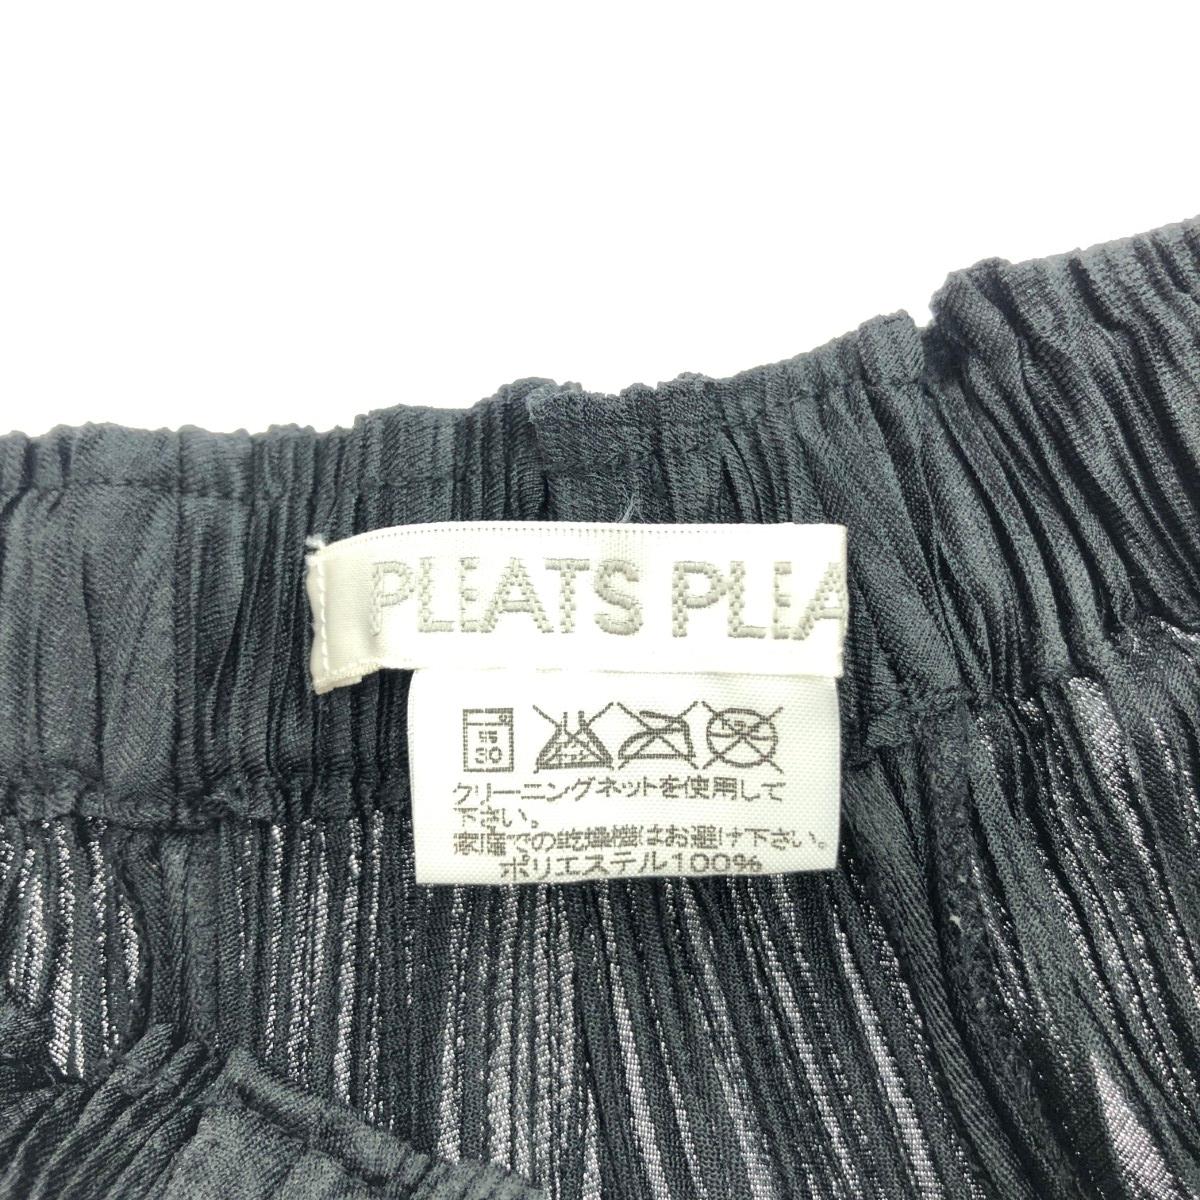 PLEATS PLEA
弱
30
クリーニングネットを使用して
下さい。
家庭での乾燥機はお避け下さい。
ポリエステル100%